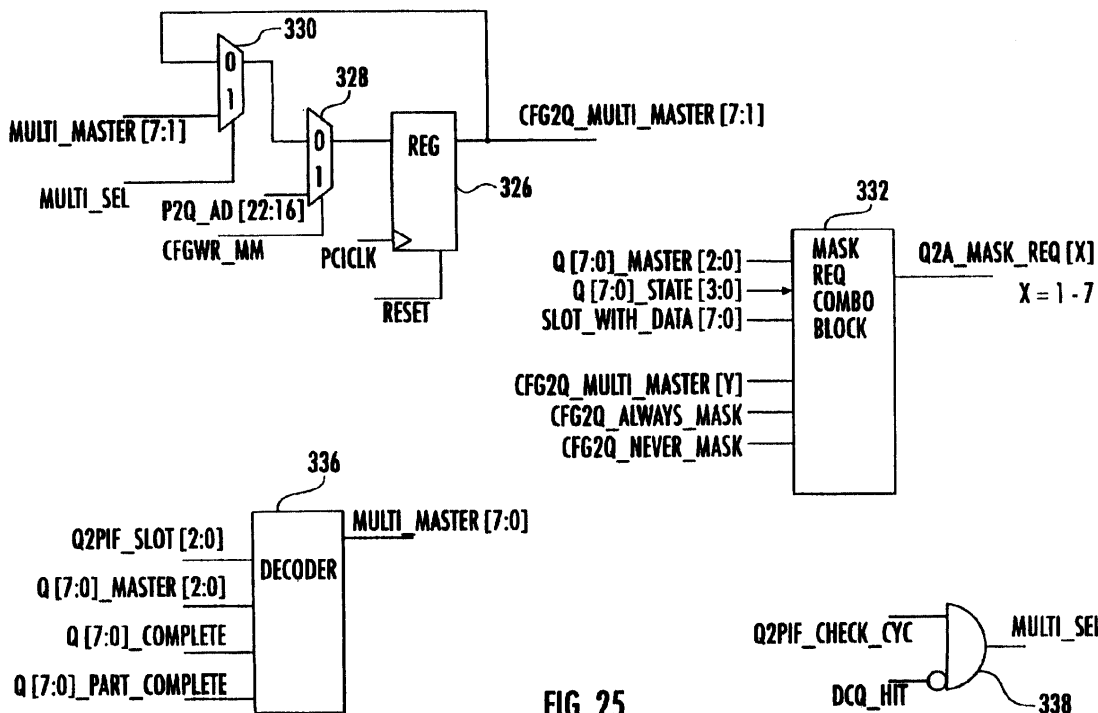 330
0
1
MULTI_MASTER [7:1]
MULTI_SEL
328
0
1
P2Q_AD [22:16]
CFGWR_MM
REG
326
PCICLK
RESET
CFG2Q_MULTI_MASTER [7:1]
332
MASK
REQ
COMBO
BLOCK
Q [7:0]_MASTER [2:0]
Q [7:0]_STATE [3:0]
SLOT_WITH_DATA [7:0]
CFG2Q_MULTI_MASTER [Y]
CFG2Q_ALWAYS_MASK
CFG2Q_NEVER_MASK
Q2A_MASK_REQ [X]
X = 1 - 7
336
DECODER
Q2PIF_SLOT [2:0]
Q [7:0]_MASTER [2:0]
Q [7:0]_COMPLETE
Q [7:0]_PART_COMPLETE
MULTI_MASTER [7:0]
Q2PIF_CHECK_CYC
DCQ_HIT
MULTI_SEL
338
FIG. 25